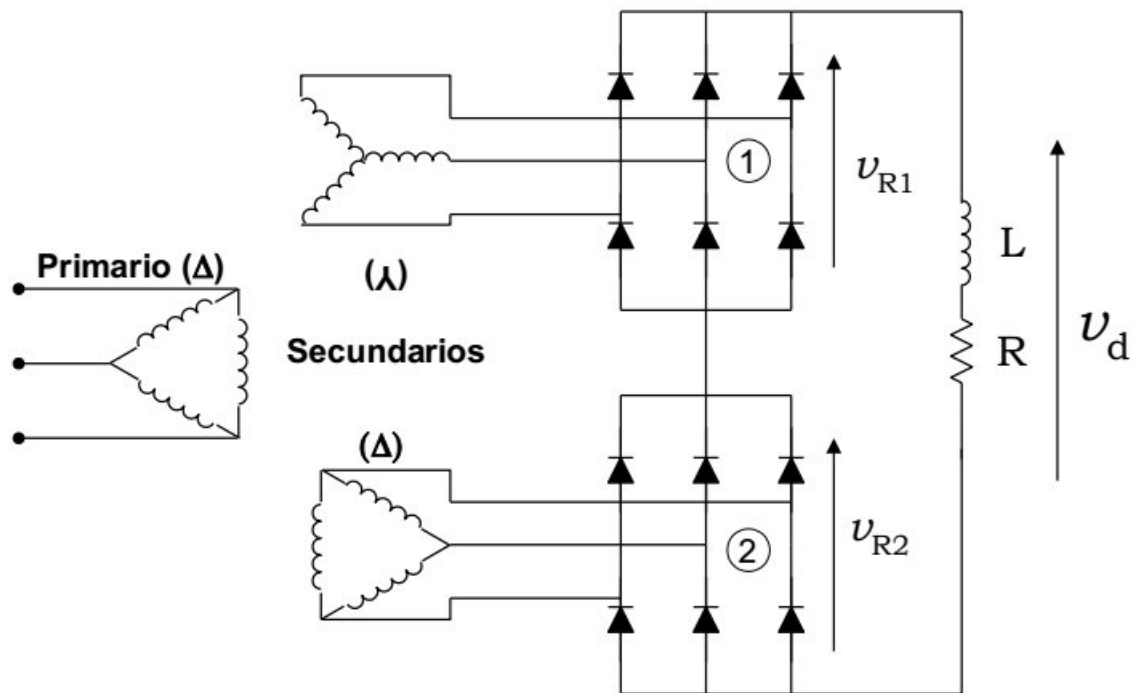 ①
v_R1
Primario (Δ)
(⅄)
L
v_d
Secundarios
R
(Δ)
②
v_R2